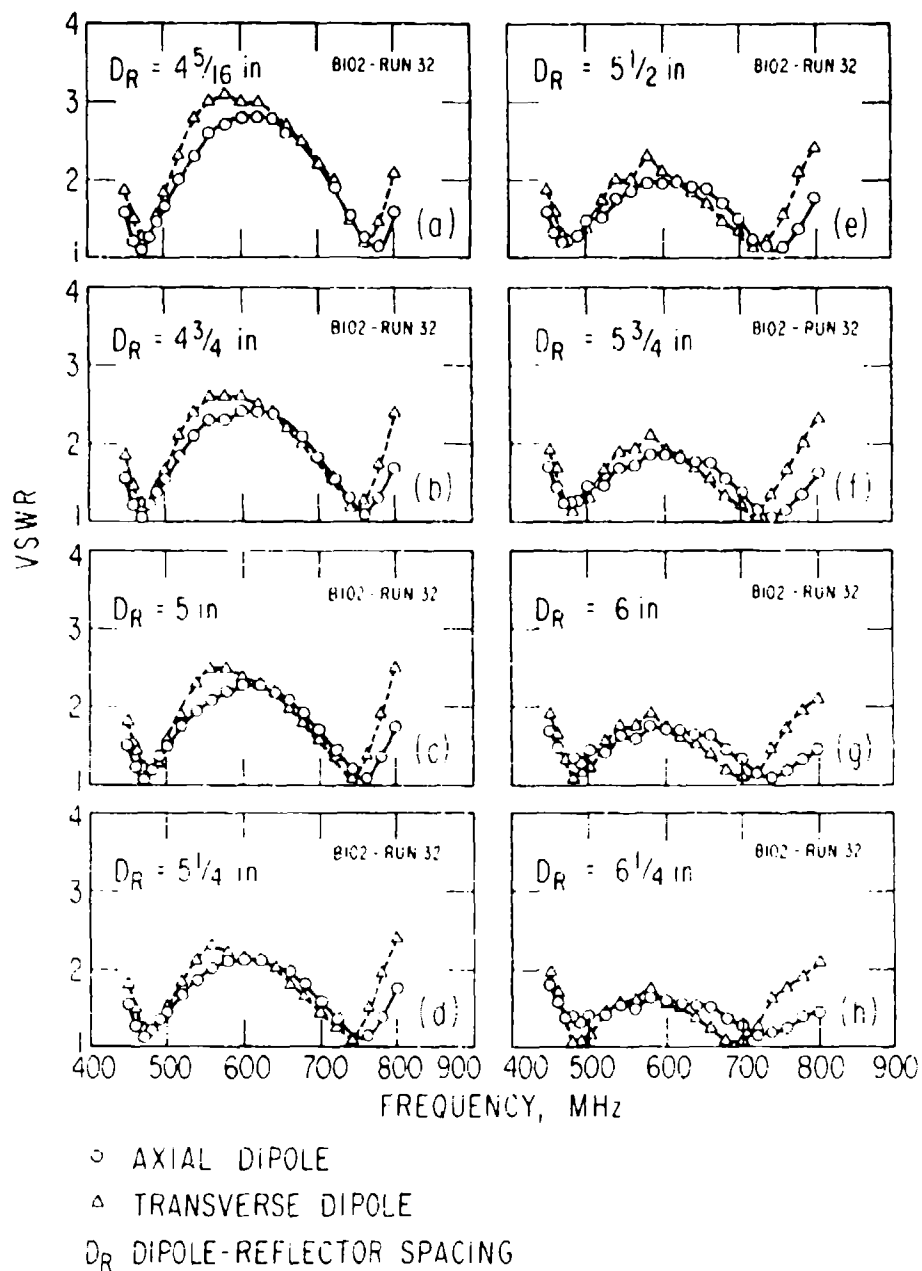 4
3
2
1
D_R = 4 5/16 in
B102 - RUN 32
(a)
D_R = 5 1/2 in
B102 - RUN 32
(e)
4
3
2
1
D_R = 4 3/4 in
B102 - RUN 32
(b)
D_R = 5 3/4 in
B102 - RUN 32
(f)
VSWR
4
3
2
1
D_R = 5 in
B102 - RUN 32
(c)
D_R = 6 in
B102 - RUN 32
(g)
4
3
2
1
D_R = 5 1/4 in
B102 - RUN 32
(d)
D_R = 6 1/4 in
B102 - RUN 32
(h)
400 500 600 700 800 900
400 500 600 700 800 900
FREQUENCY, MHz
○ AXIAL DIPOLE
△ TRANSVERSE DIPOLE
D_R DIPOLE-REFLECTOR SPACING